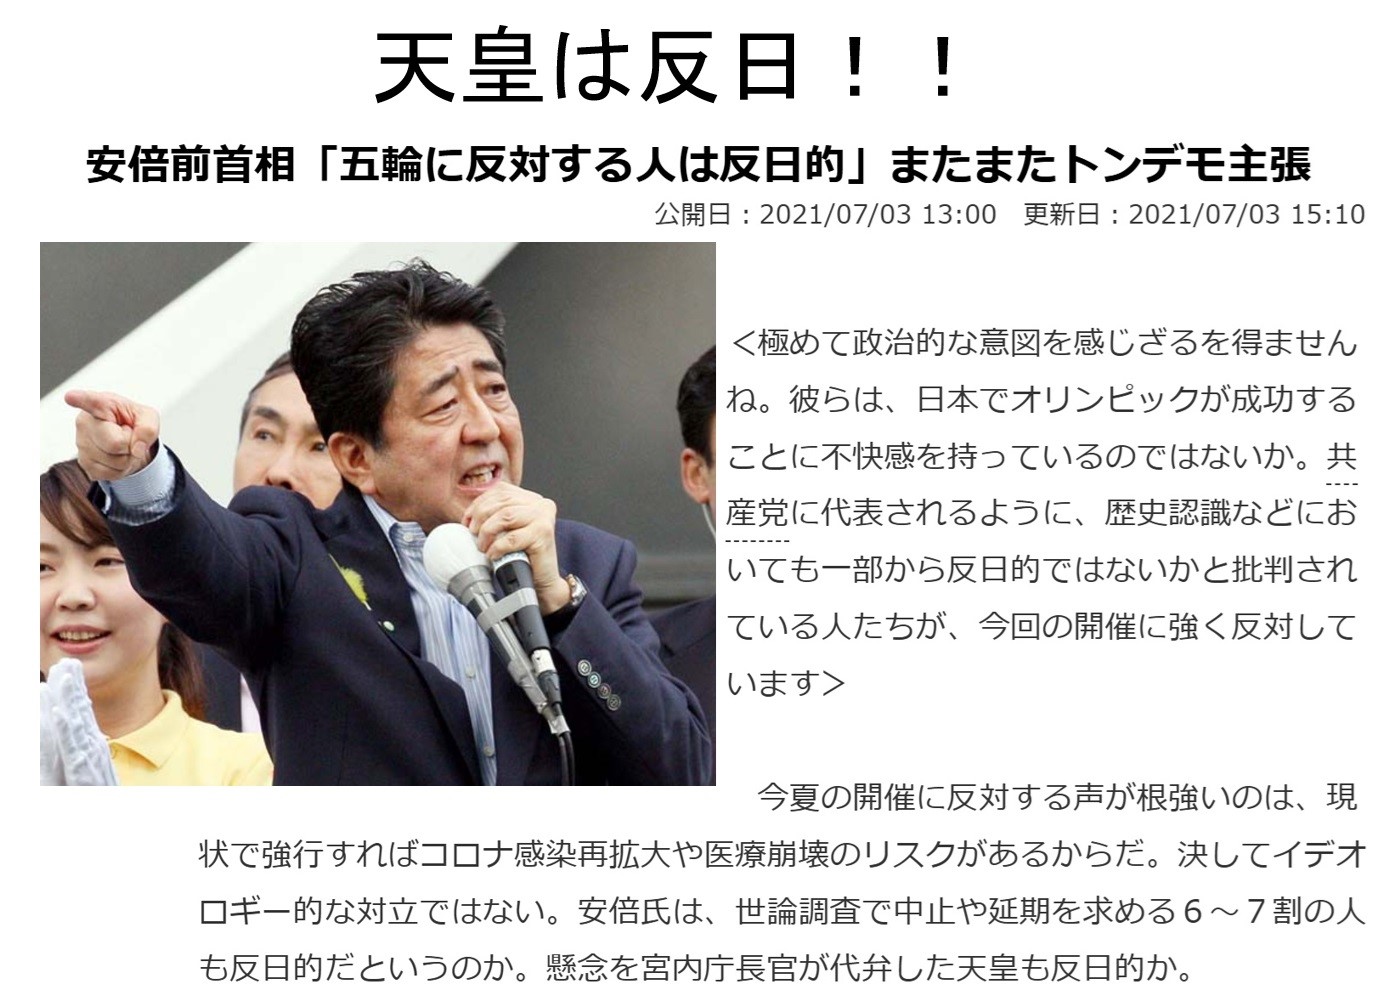 天皇は反日！！
安倍前首相「五輪に反対する人は反日的」またまたトンデモ主張
公開日：2021/07/03 13:00　更新日：2021/07/03 15:10
＜極めて政治的な意図を感じざるを得ません
ね。彼らは、日本でオリンピックが成功する
ことに不快感を持っているのではないか。共
産党に代表されるように、歴史認識などにお
いても一部から反日的ではないかと批判され
ている人たちが、今回の開催に強く反対して
います＞
今夏の開催に反対する声が根強いのは、現
状で強行すればコロナ感染再拡大や医療崩壊のリスクがあるからだ。決してイデオ
ロギー的な対立ではない。安倍氏は、世論調査で中止や延期を求める６～７割の人
も反日的だというのか。懸念を宮内庁長官が代弁した天皇も反日的か。